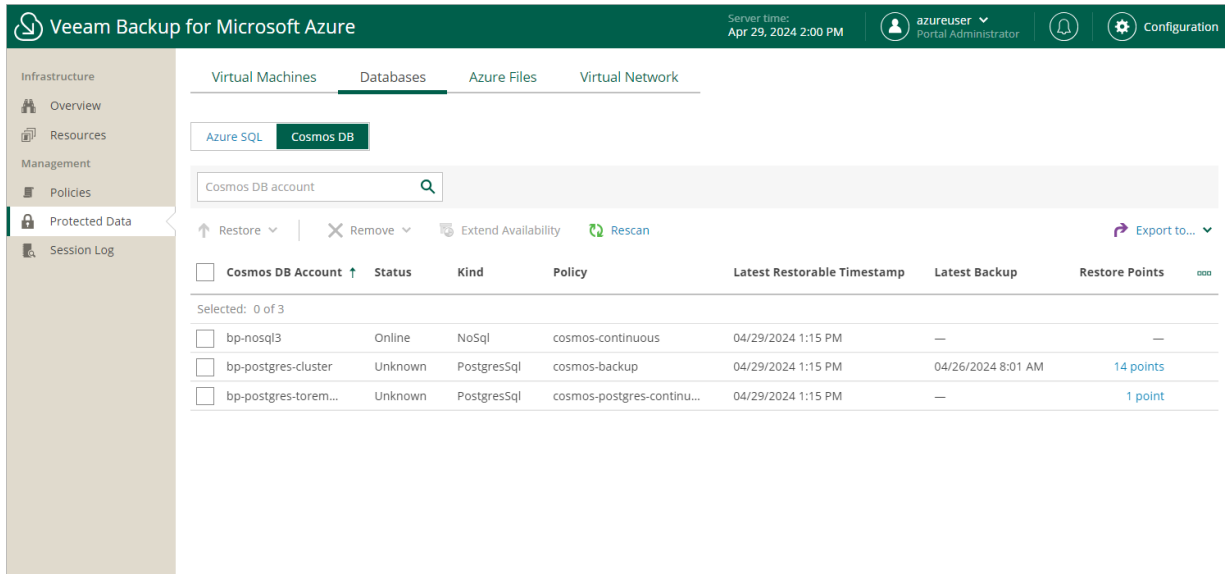 Veeam Backup for Microsoft Azure
Server time:
Apr 29, 2024 2:00 PM
azureuser
Portal Administrator
Configuration
Infrastructure
Overview
Resources
Management
Policies
Protected Data
Session Log
Virtual Machines Databases Azure Files Virtual Network
Azure SQL Cosmos DB
Cosmos DB account
Restore Remove Extend Availability Rescan Export to...
Cosmos DB Account Status Kind Policy Latest Restorable Timestamp Latest Backup Restore Points
Selected: 0 of 3
bp-nosql3 Online NoSql cosmos-continuous 04/29/2024 1:15 PM — —
bp-postgres-cluster Unknown PostgresSql cosmos-backup 04/29/2024 1:15 PM 04/26/2024 8:01 AM 14 points
bp-postgres-torem... Unknown PostgresSql cosmos-postgres-continu... 04/29/2024 1:15 PM — 1 point